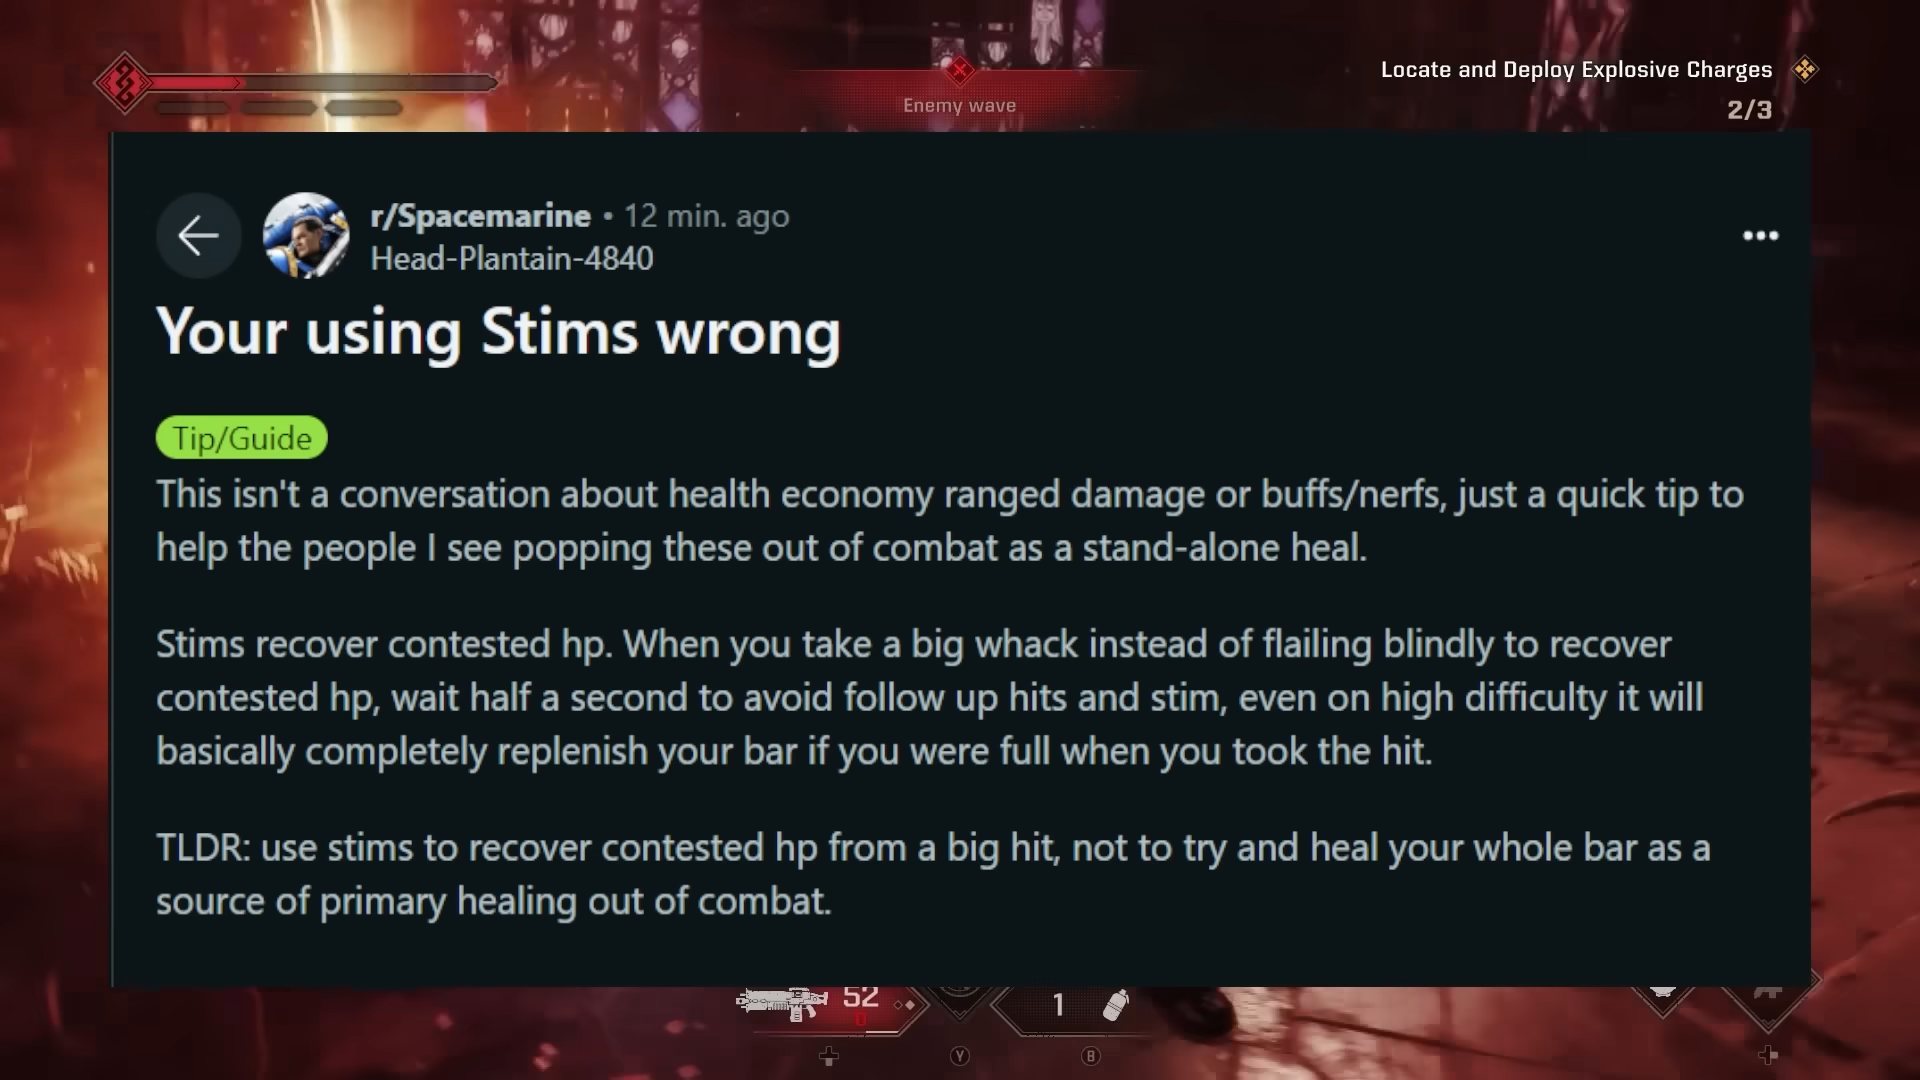 Locate and Deploy Explosive Charges
2/3
Enemy wave
r/Spacemarine • 12 min. ago
Head-Plantain-4840
Your using Stims wrong
Tip/Guide
This isn't a conversation about health economy ranged damage or buffs/nerfs, just a quick tip to
help the people I see popping these out of combat as a stand-alone heal.
Stims recover contested hp. When you take a big whack instead of flailing blindly to recover
contested hp, wait half a second to avoid follow up hits and stim, even on high difficulty it will
basically completely replenish your bar if you were full when you took the hit.
TLDR: use stims to recover contested hp from a big hit, not to try and heal your whole bar as a
source of primary healing out of combat.
52
0
1
Y
B